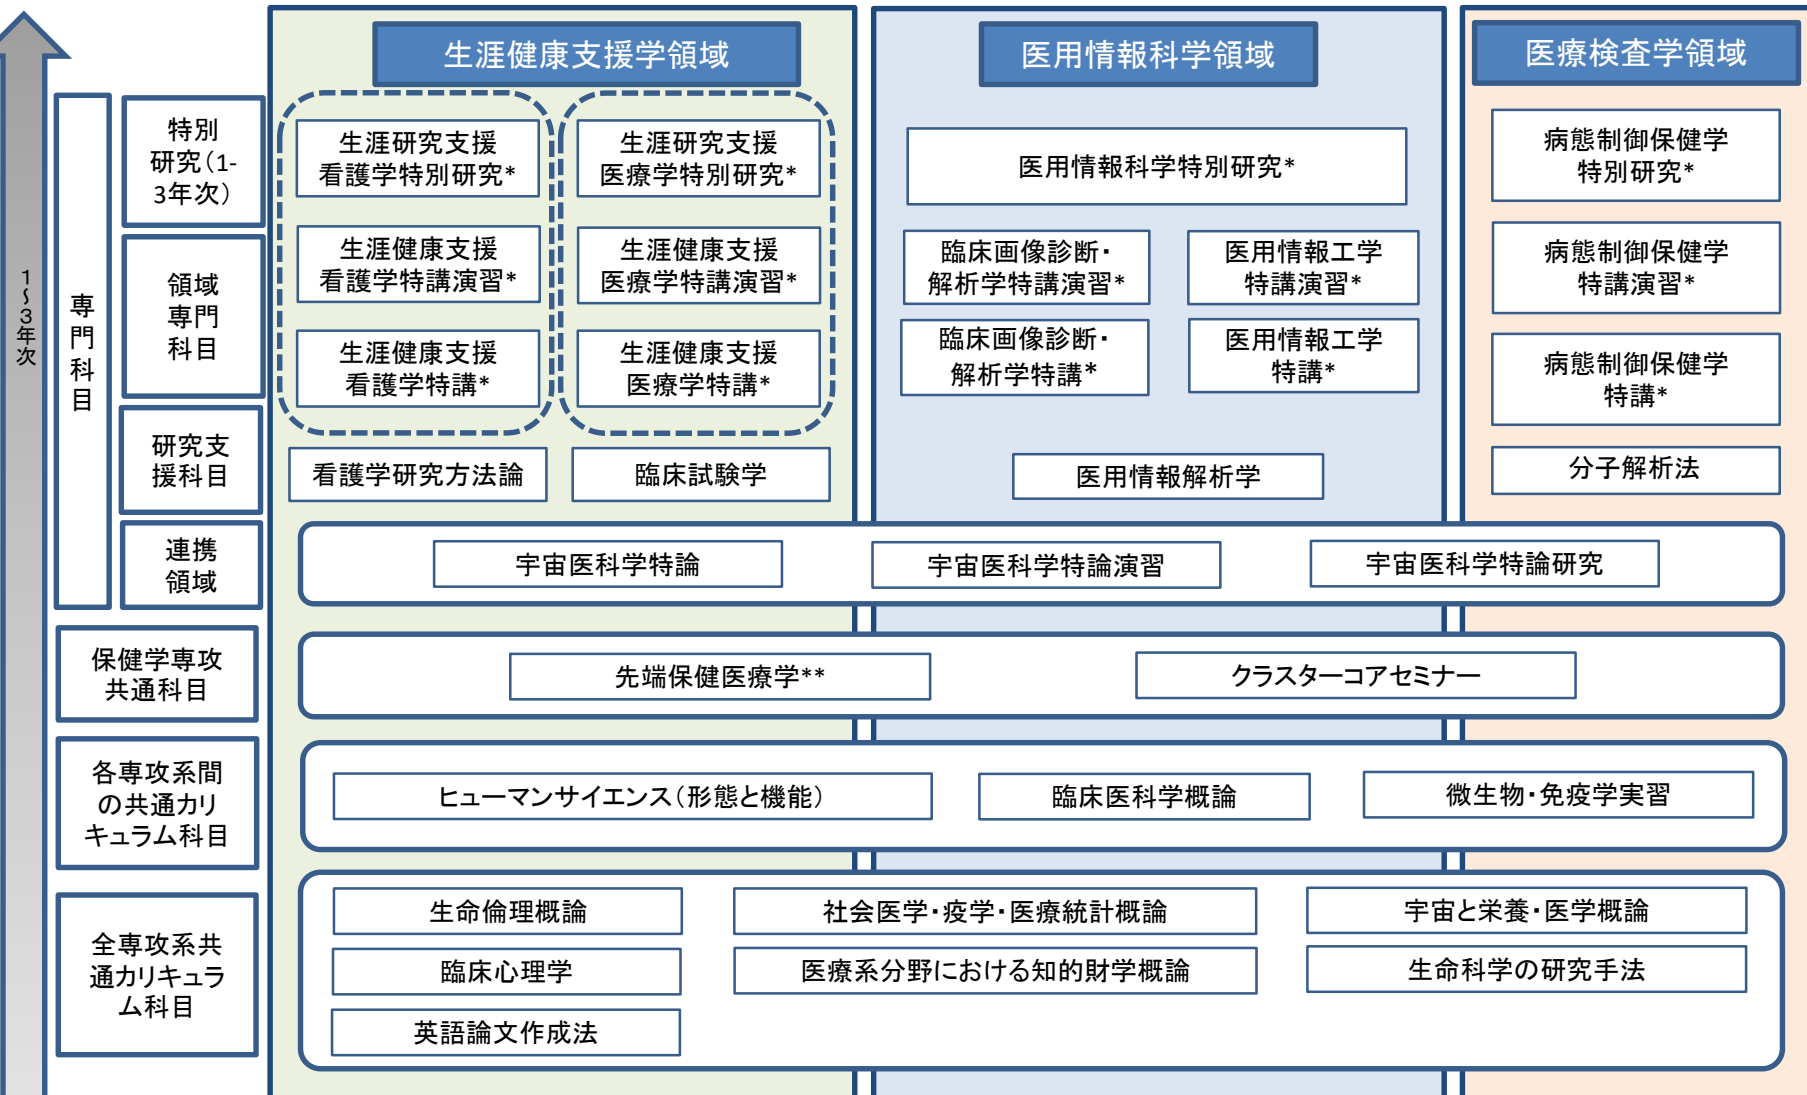 生涯健康支援学領域
医用情報科学領域
医療検査学領域
1～3年次
専門科目
特別
研究（1-
3年次）
生涯研究支援
看護学特別研究*
生涯研究支援
医療学特別研究*
医用情報科学特別研究*
病態制御保健学
特別研究*
領域
専門
科目
生涯健康支援
看護学特講演習*
生涯健康支援
医療学特講演習*
臨床画像診断・
解析学特講演習*
医用情報工学
特講演習*
病態制御保健学
特講演習*
生涯健康支援
看護学特講*
生涯健康支援
医療学特講*
臨床画像診断・
解析学特講*
医用情報工学
特講*
病態制御保健学
特講*
研究支
援科目
看護学研究方法論
臨床試験学
医用情報解析学
分子解析法
連携
領域
宇宙医科学特論
宇宙医科学特論演習
宇宙医科学特論研究
保健学専攻
共通科目
先端保健医療学**
クラスターコアセミナー
各専攻系間
の共通カリ
キュラム科目
ヒューマンサイエンス（形態と機能）
臨床医科学概論
微生物・免疫学実習
全専攻系共
通カリキュラ
ム科目
生命倫理概論
社会医学・疫学・医療統計概論
宇宙と栄養・医学概論
臨床心理学
医療系分野における知的財学概論
生命科学の研究手法
英語論文作成法